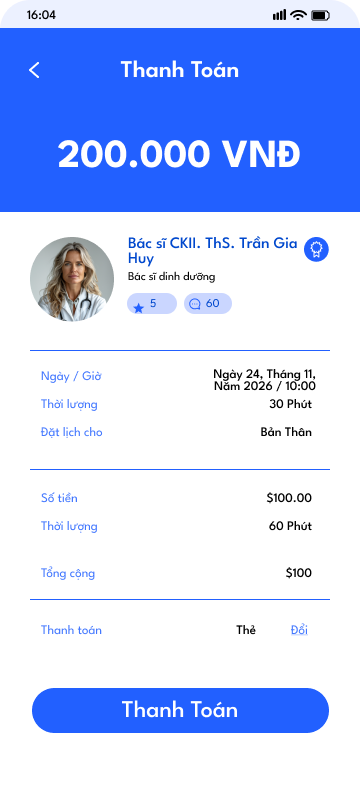 16:04
Thanh Toán
200.000 VNĐ
Bác sĩ CKII. ThS. Trần Gia
Huy
Bác sĩ dinh dưỡng
5 60
Ngày / Giờ Ngày 24, Tháng 11,
Năm 2026 / 10:00
Thời lượng 30 Phút
Đặt lịch cho Bản Thân
Số tiền $100.00
Thời lượng 60 Phút
Tổng cộng $100
Thanh toán Thẻ Đổi
Thanh Toán